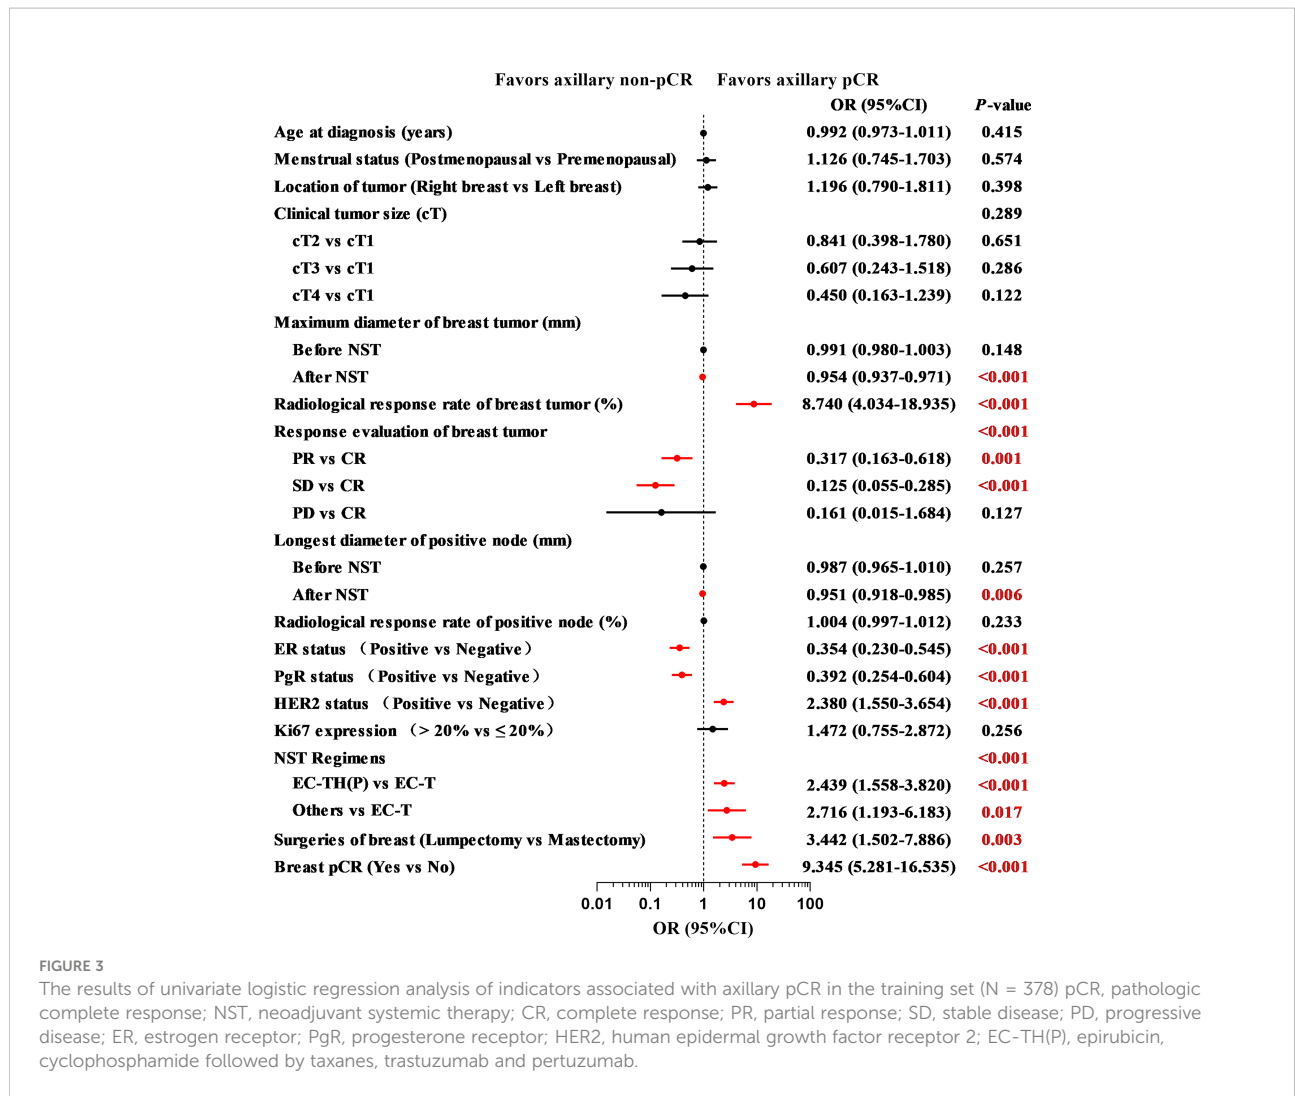 Favors axillary non-pCR Favors axillary pCR
OR (95%CI) P-value
Age at diagnosis (years) 0.992 (0.973-1.011) 0.415
Menstrual status (Postmenopausal vs Premenopausal) 1.126 (0.745-1.703) 0.574
Location of tumor (Right breast vs Left breast) 1.196 (0.790-1.811) 0.398
Clinical tumor size (cT) 0.289
cT2 vs cT1 0.841 (0.398-1.780) 0.651
cT3 vs cT1 0.607 (0.243-1.518) 0.286
cT4 vs cT1 0.450 (0.163-1.239) 0.122
Maximum diameter of breast tumor (mm)
Before NST 0.991 (0.980-1.003) 0.148
After NST 0.954 (0.937-0.971) <0.001
Radiological response rate of breast tumor (%) 8.740 (4.034-18.935) <0.001
Response evaluation of breast tumor <0.001
PR vs CR 0.317 (0.163-0.618) 0.001
SD vs CR 0.125 (0.055-0.285) <0.001
PD vs CR 0.161 (0.015-1.684) 0.127
Longest diameter of positive node (mm)
Before NST 0.987 (0.965-1.010) 0.257
After NST 0.951 (0.918-0.985) 0.006
Radiological response rate of positive node (%) 1.004 (0.997-1.012) 0.233
ER status （Positive vs Negative） 0.354 (0.230-0.545) <0.001
PgR status （Positive vs Negative） 0.392 (0.254-0.604) <0.001
HER2 status （Positive vs Negative） 2.380 (1.550-3.654) <0.001
Ki67 expression （> 20% vs ≤ 20%） 1.472 (0.755-2.872) 0.256
NST Regimens <0.001
EC-TH(P) vs EC-T 2.439 (1.558-3.820) <0.001
Others vs EC-T 2.716 (1.193-6.183) 0.017
Surgeries of breast (Lumpectomy vs Mastectomy) 3.442 (1.502-7.886) 0.003
Breast pCR (Yes vs No) 9.345 (5.281-16.535) <0.001
0.01 0.1 1 10 100
OR (95%CI)
FIGURE 3
The results of univariate logistic regression analysis of indicators associated with axillary pCR in the training set (N = 378) pCR, pathologic
complete response; NST, neoadjuvant systemic therapy; CR, complete response; PR, partial response; SD, stable disease; PD, progressive
disease; ER, estrogen receptor; PgR, progesterone receptor; HER2, human epidermal growth factor receptor 2; EC-TH(P), epirubicin,
cyclophosphamide followed by taxanes, trastuzumab and pertuzumab.